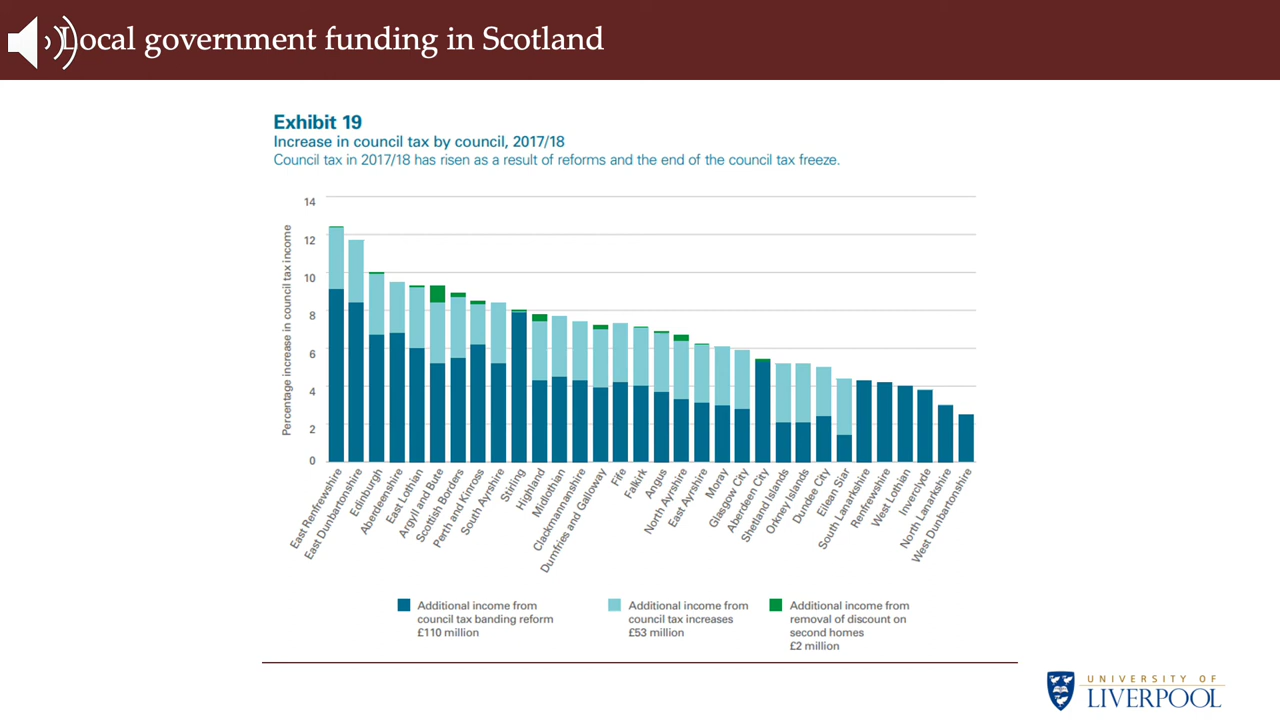 Local government funding in Scotland
Exhibit 19
Increase in council tax by council, 2017/18
Council tax in 2017/18 has risen as a result of reforms and the end of the council tax freeze.
Percentage increase in council tax income
14
12
10
8
6
4
2
0
East Renfrewshire
East Dunbartonshire
Edinburgh
Aberdeenshire
East Lothian
Argyll and Bute
Scottish Borders
Perth and Kinross
South Ayrshire
Stirling
Highland
Midlothian
Clackmannanshire
Dumfries and Galloway
Fife
Falkirk
Angus
North Ayrshire
East Ayrshire
Moray
Glasgow City
Aberdeen City
Shetland Islands
Orkney Islands
Dundee City
Eilean Siar
South Lanarkshire
Renfrewshire
West Lothian
Inverclyde
North Lanarkshire
West Dunbartonshire
Additional income from
council tax banding reform
£110 million
Additional income from
council tax increases
£53 million
Additional income from
removal of discount on
second homes
£2 million
UNIVERSITY OF
LIVERPOOL